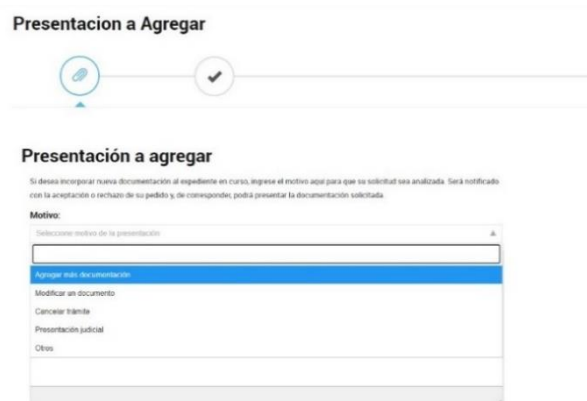 Presentacion a Agregar
Presentación a agregar
Si desea incorporar nueva documentación al expediente en curso, ingrese el motivo aquí para que su solicitud sea analizada. Será notificado
con la aceptación o rechazo de su pedido y, de corresponder, podrá presentar la documentación solicitada.
Motivo:
Seleccione motivo de la presentación
Agregar más documentación
Modificar un documento
Cancelar trámite
Presentación judicial
Otros